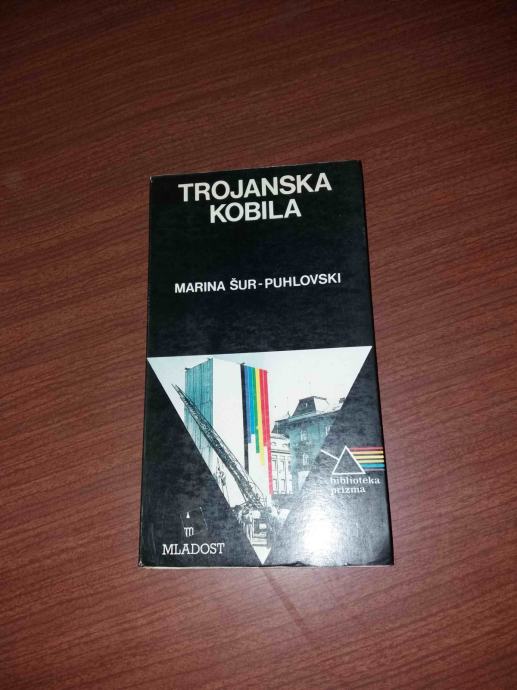 TROJANSKA
KOBILA
MARINA ŠUR-PUHLOVSKI
biblioteka
prizma
MLADOST